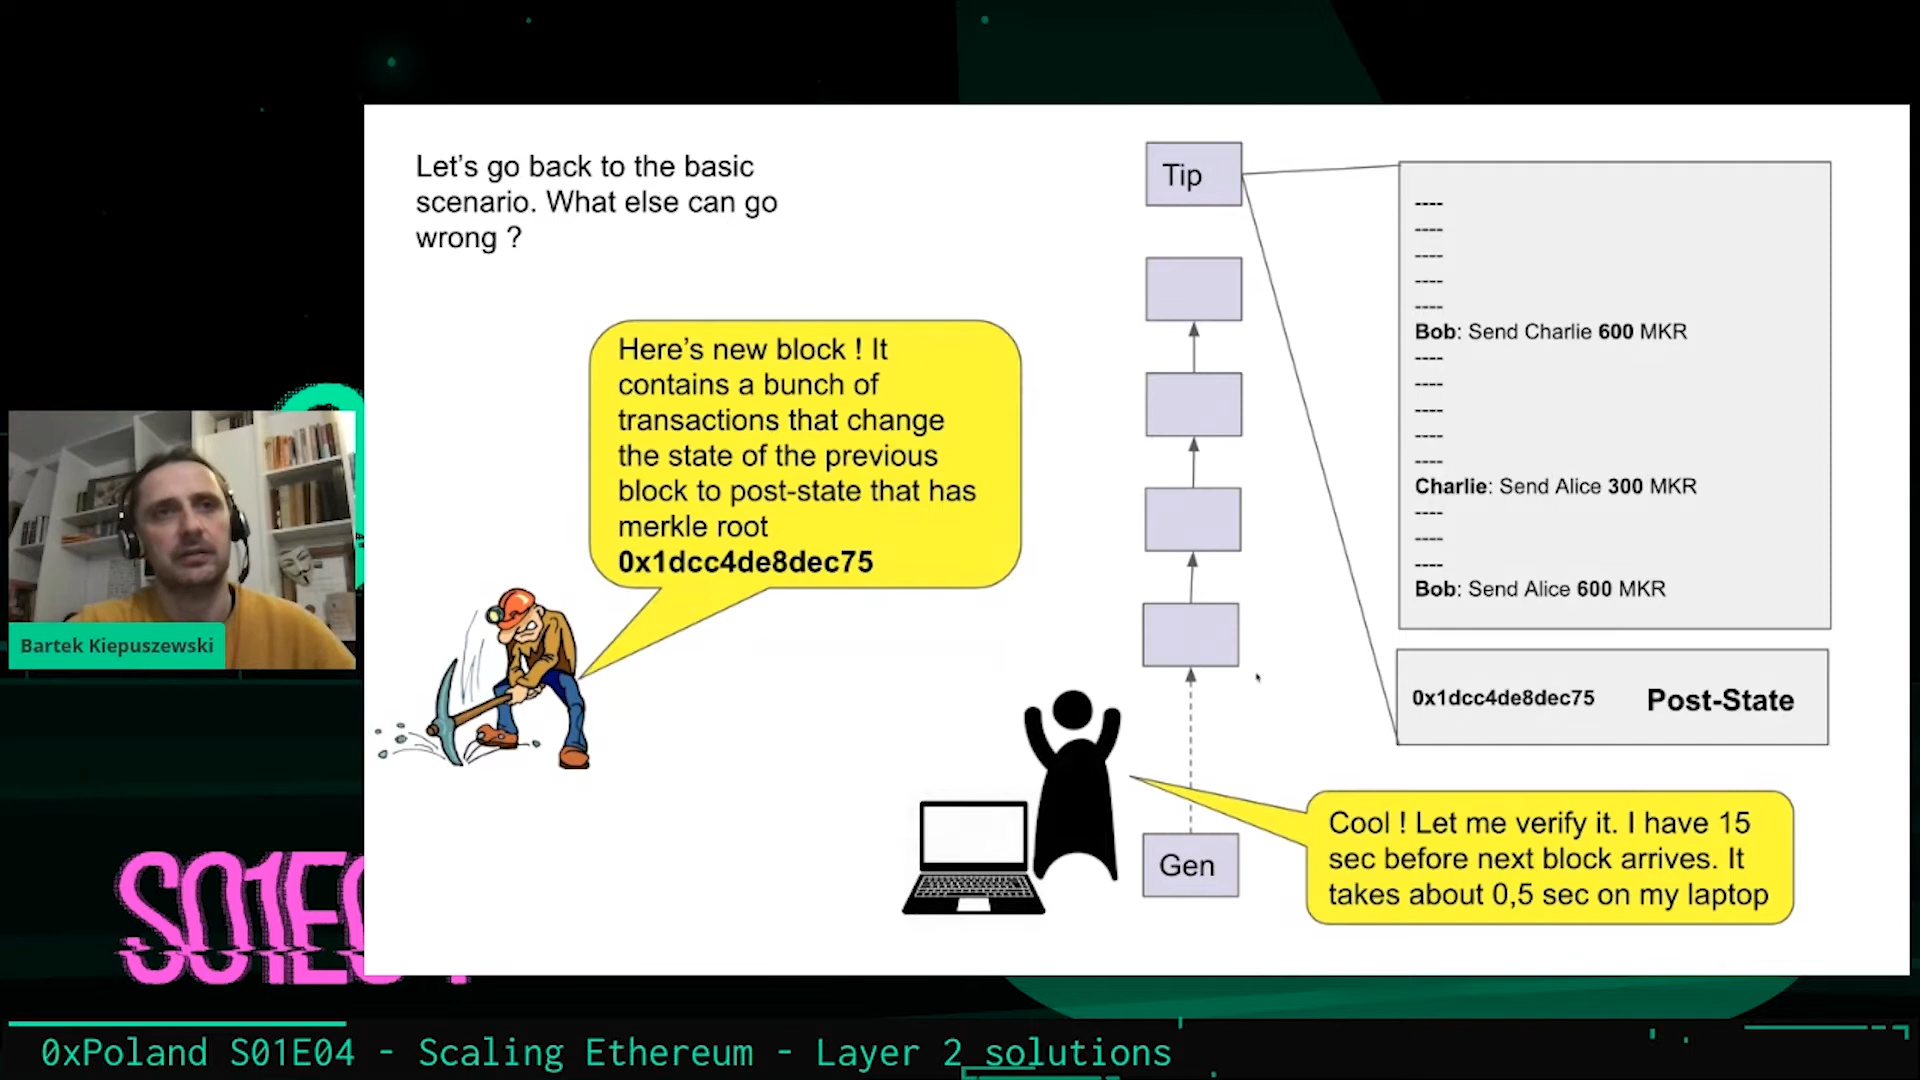 Let's go back to the basic
scenario. What else can go
wrong ?
Here's new block ! It
contains a bunch of
transactions that change
the state of the previous
block to post-state that has
merkle root
0x1dcc4de8dec75
Tip
Gen
----
----
----
----
----
Bob: Send Charlie 600 MKR
----
----
----
----
----
Charlie: Send Alice 300 MKR
----
----
----
Bob: Send Alice 600 MKR
0x1dcc4de8dec75 Post-State
Cool ! Let me verify it. I have 15
sec before next block arrives. It
takes about 0,5 sec on my laptop
Bartek Kiepuszewski
0xPoland S01E04 - Scaling Ethereum - Layer 2 solutions